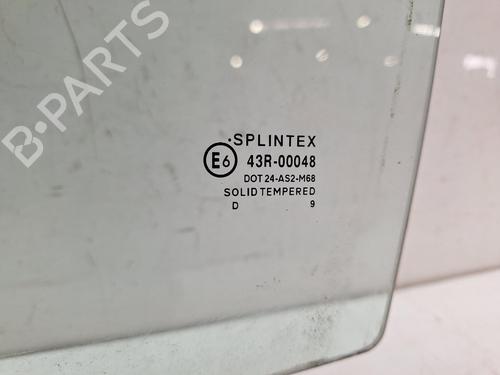 B-PARTS
·SPLINTEX
E6 43R-00048
DOT 24-AS2-M68
SOLID TEMPERED
D 9